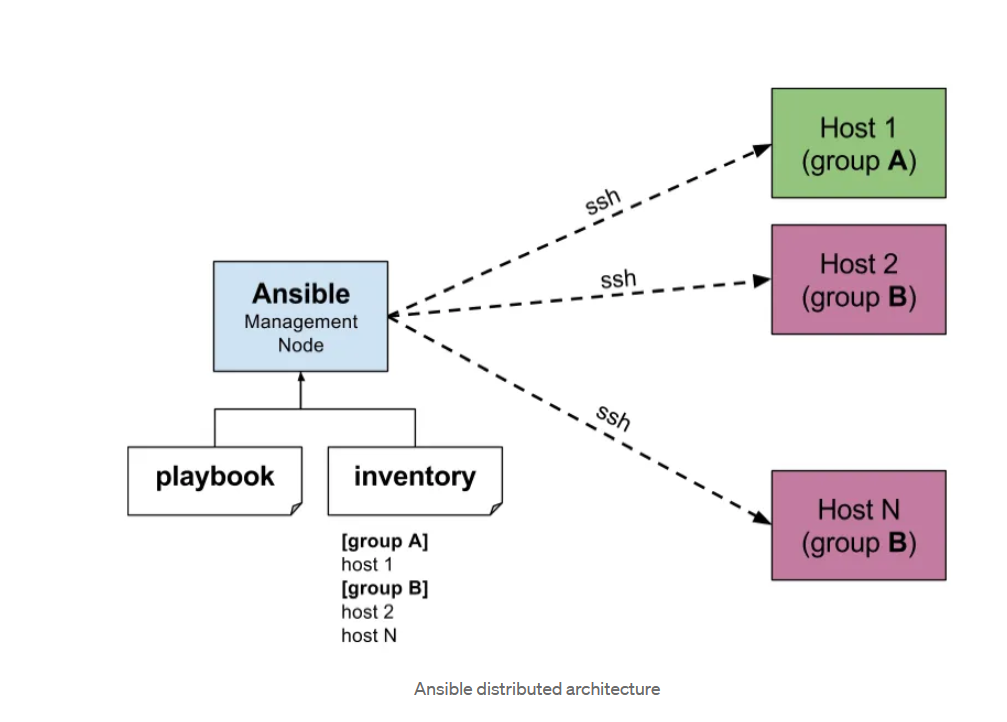 Host 1
(group A)
ssh
Host 2
(group B)
ssh
Ansible
Management
Node
ssh
playbook
inventory
Host N
(group B)
[group A]
host 1
[group B]
host 2
host N
Ansible distributed architecture